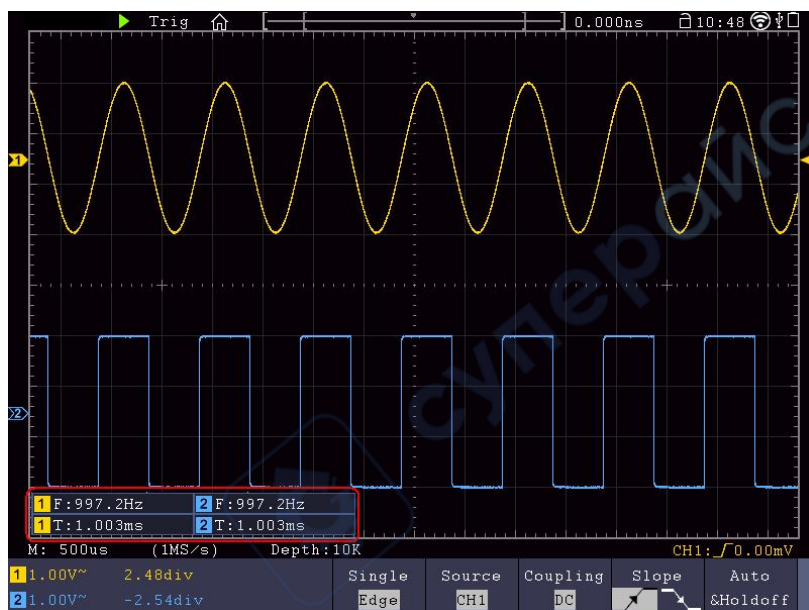 Trig 0.000ns 10:48
1
2
1 F:997.2Hz 2 F:997.2Hz
1 T:1.003ms 2 T:1.003ms
M: 500us (1MS/s) Depth:10K CH1: 0.00mV
1 1.00V~ 2.48div Single Source Coupling Slope Auto
2 1.00V~ -2.54div Edge CH1 DC &Holdoff
суперайс